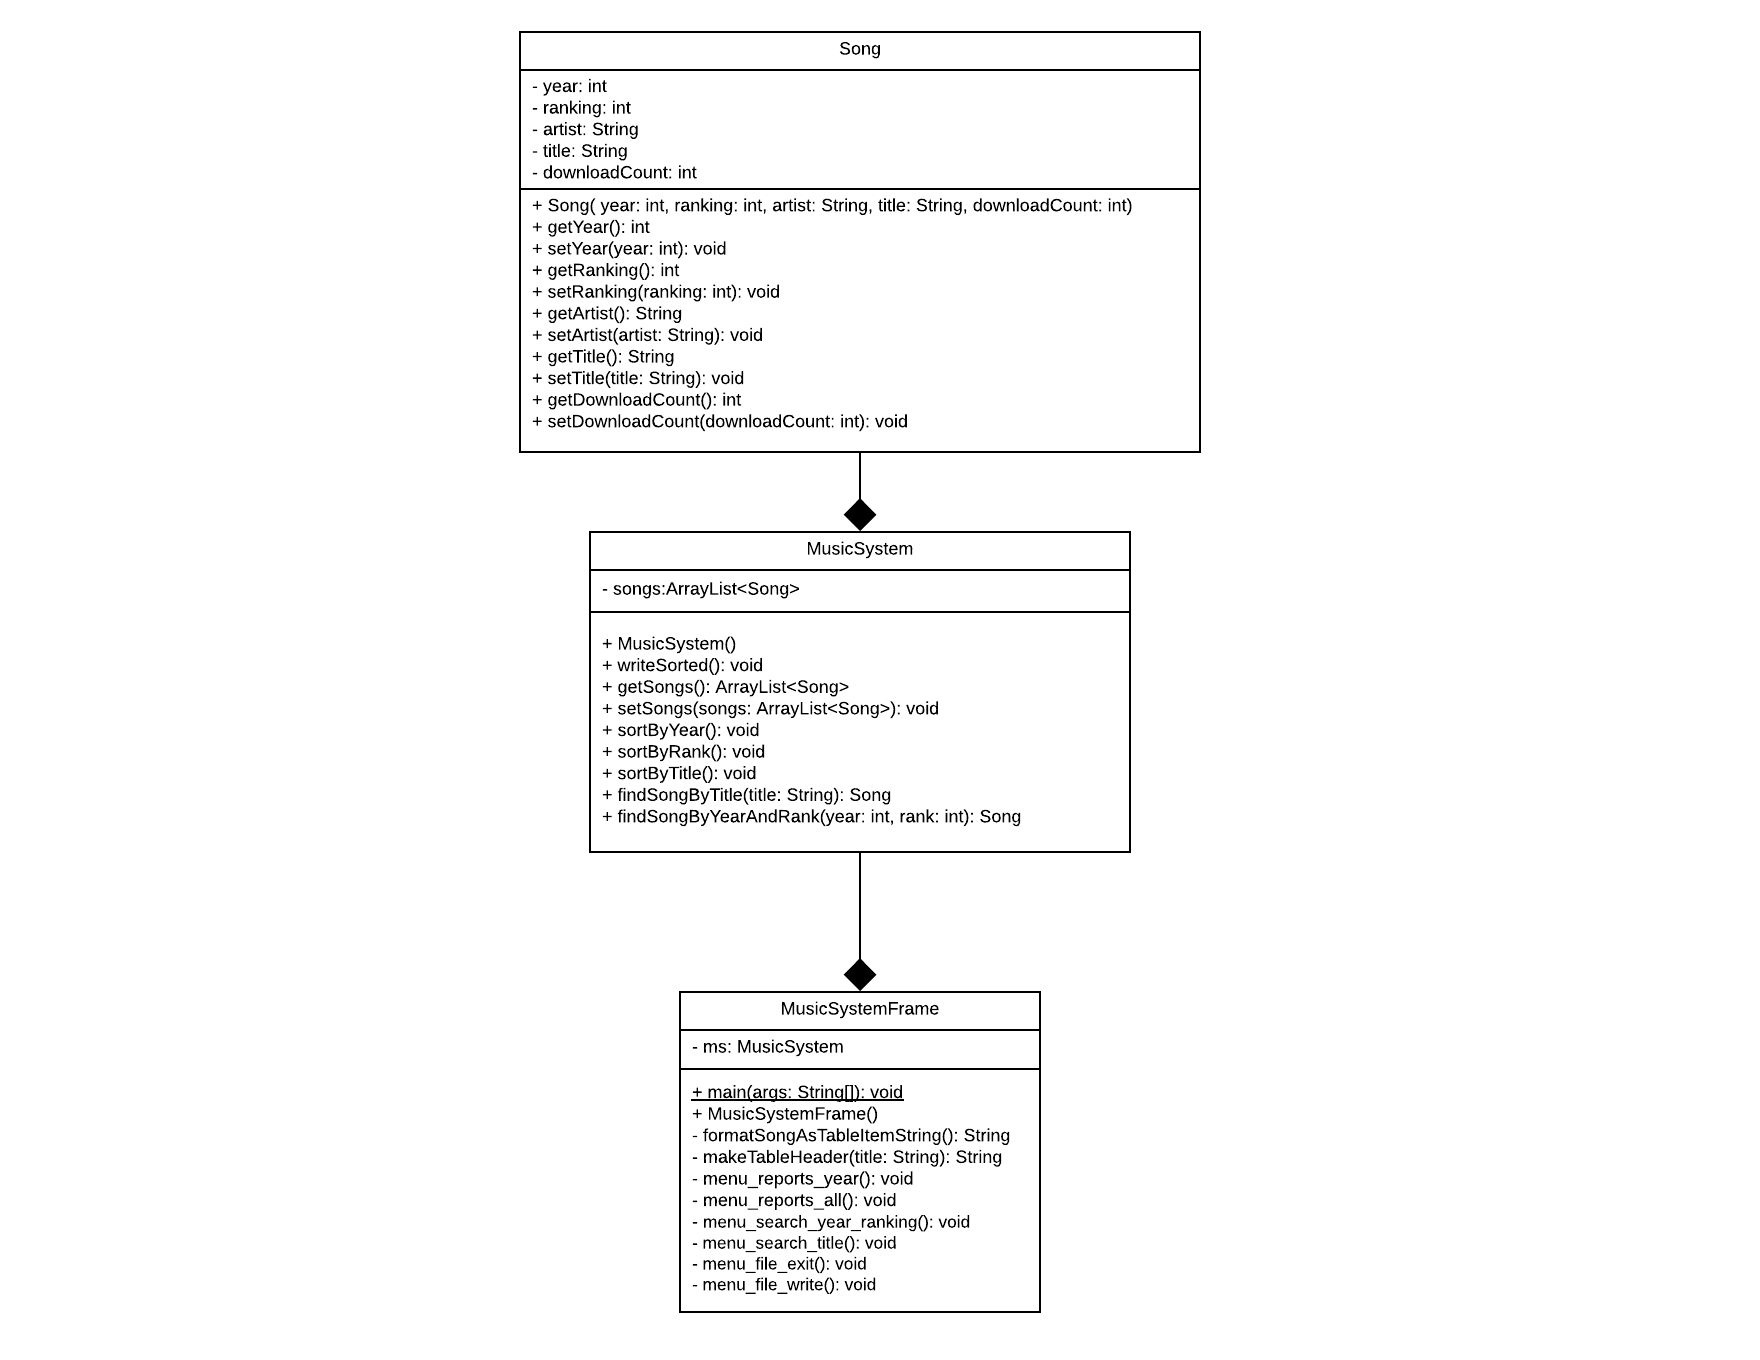 Song
- year: int
- ranking: int
- artist: String
- title: String
- downloadCount: int
+ Song( year: int, ranking: int, artist: String, title: String, downloadCount: int)
+ getYear(): int
+ setYear(year: int): void
+ getRanking(): int
+ setRanking(ranking: int): void
+ getArtist(): String
+ setArtist(artist: String): void
+ getTitle(): String
+ setTitle(title: String): void
+ getDownloadCount(): int
+ setDownloadCount(downloadCount: int): void
MusicSystem
- songs:ArrayList<Song>
+ MusicSystem()
+ writeSorted(): void
+ getSongs(): ArrayList<Song>
+ setSongs(songs: ArrayList<Song>): void
+ sortByYear(): void
+ sortByRank(): void
+ sortByTitle(): void
+ findSongByTitle(title: String): Song
+ findSongByYearAndRank(year: int, rank: int): Song
MusicSystemFrame
- ms: MusicSystem
+ main(args: String[]): void
+ MusicSystemFrame()
- formatSongAsTableItemString(): String
- makeTableHeader(title: String): String
- menu_reports_year(): void
- menu_reports_all(): void
- menu_search_year_ranking(): void
- menu_search_title(): void
- menu_file_exit(): void
- menu_file_write(): void